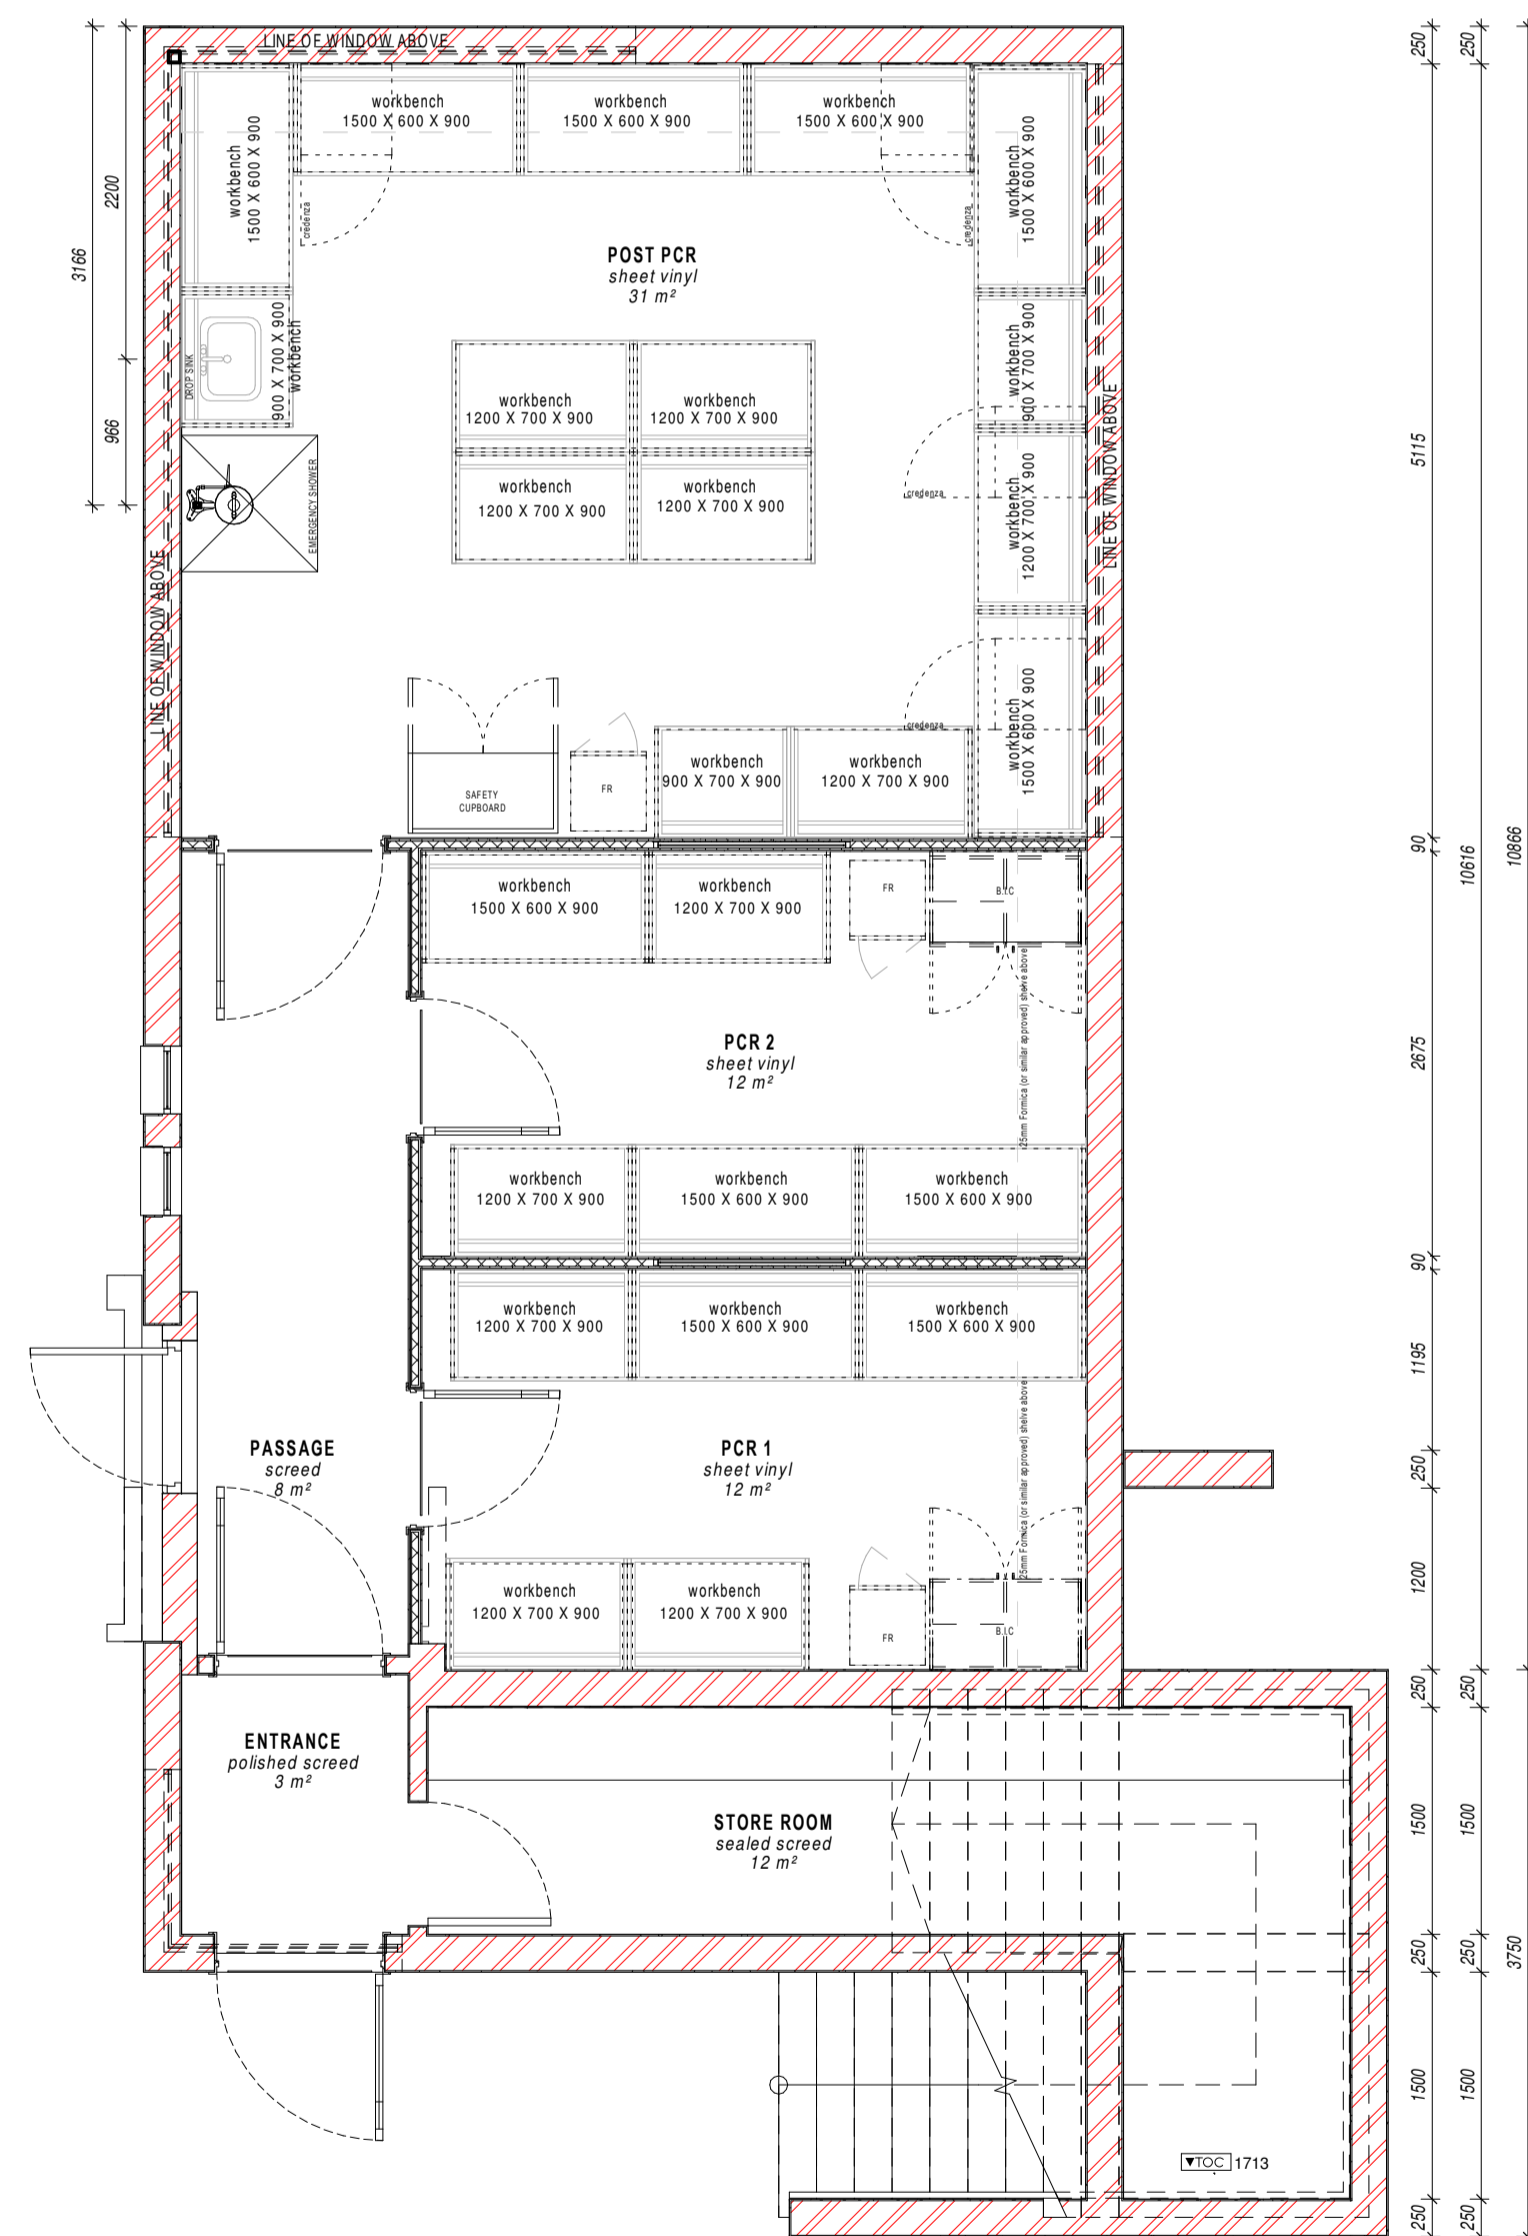 LINE OF WINDOW ABOVE
workbench
1500 X 600 X 900
workbench
1500 X 600 X 900
workbench
1500 X 600 X 900
workbench
1500 X 600 X 900
workbench
1500 X 600 X 900
credenza
credenza
POST PCR
sheet vinyl
31 m²
DROP SINK
900 X 700 X 900
workbench
workbench
900 X 700 X 900
LINE OF WINDOW ABOVE
workbench
1200 X 700 X 900
workbench
1200 X 700 X 900
workbench
1200 X 700 X 900
workbench
1200 X 700 X 900
EMERGENCY SHOWER
credenza
workbench
1200 X 700 X 900
LINE OF WINDOW ABOVE
credenza
workbench
1500 X 600 X 900
SAFETY
CUPBOARD
FR
workbench
900 X 700 X 900
workbench
1200 X 700 X 900
workbench
1500 X 600 X 900
workbench
1200 X 700 X 900
FR
B.I.C
25mm Formica (or similar approved) shelve above
PCR 2
sheet vinyl
12 m²
workbench
1200 X 700 X 900
workbench
1500 X 600 X 900
workbench
1500 X 600 X 900
workbench
1200 X 700 X 900
workbench
1500 X 600 X 900
workbench
1500 X 600 X 900
25mm Formica (or similar approved) shelve above
PASSAGE
screed
8 m²
PCR 1
sheet vinyl
12 m²
workbench
1200 X 700 X 900
workbench
1200 X 700 X 900
FR
B.I.C
ENTRANCE
polished screed
3 m²
STORE ROOM
sealed screed
12 m²
▼TOC 1713
3166
2200
966
250
5115
90
2675
90
1195
250
1200
250
1500
250
1500
250
250
10616
250
1500
250
1500
250
10866
3750